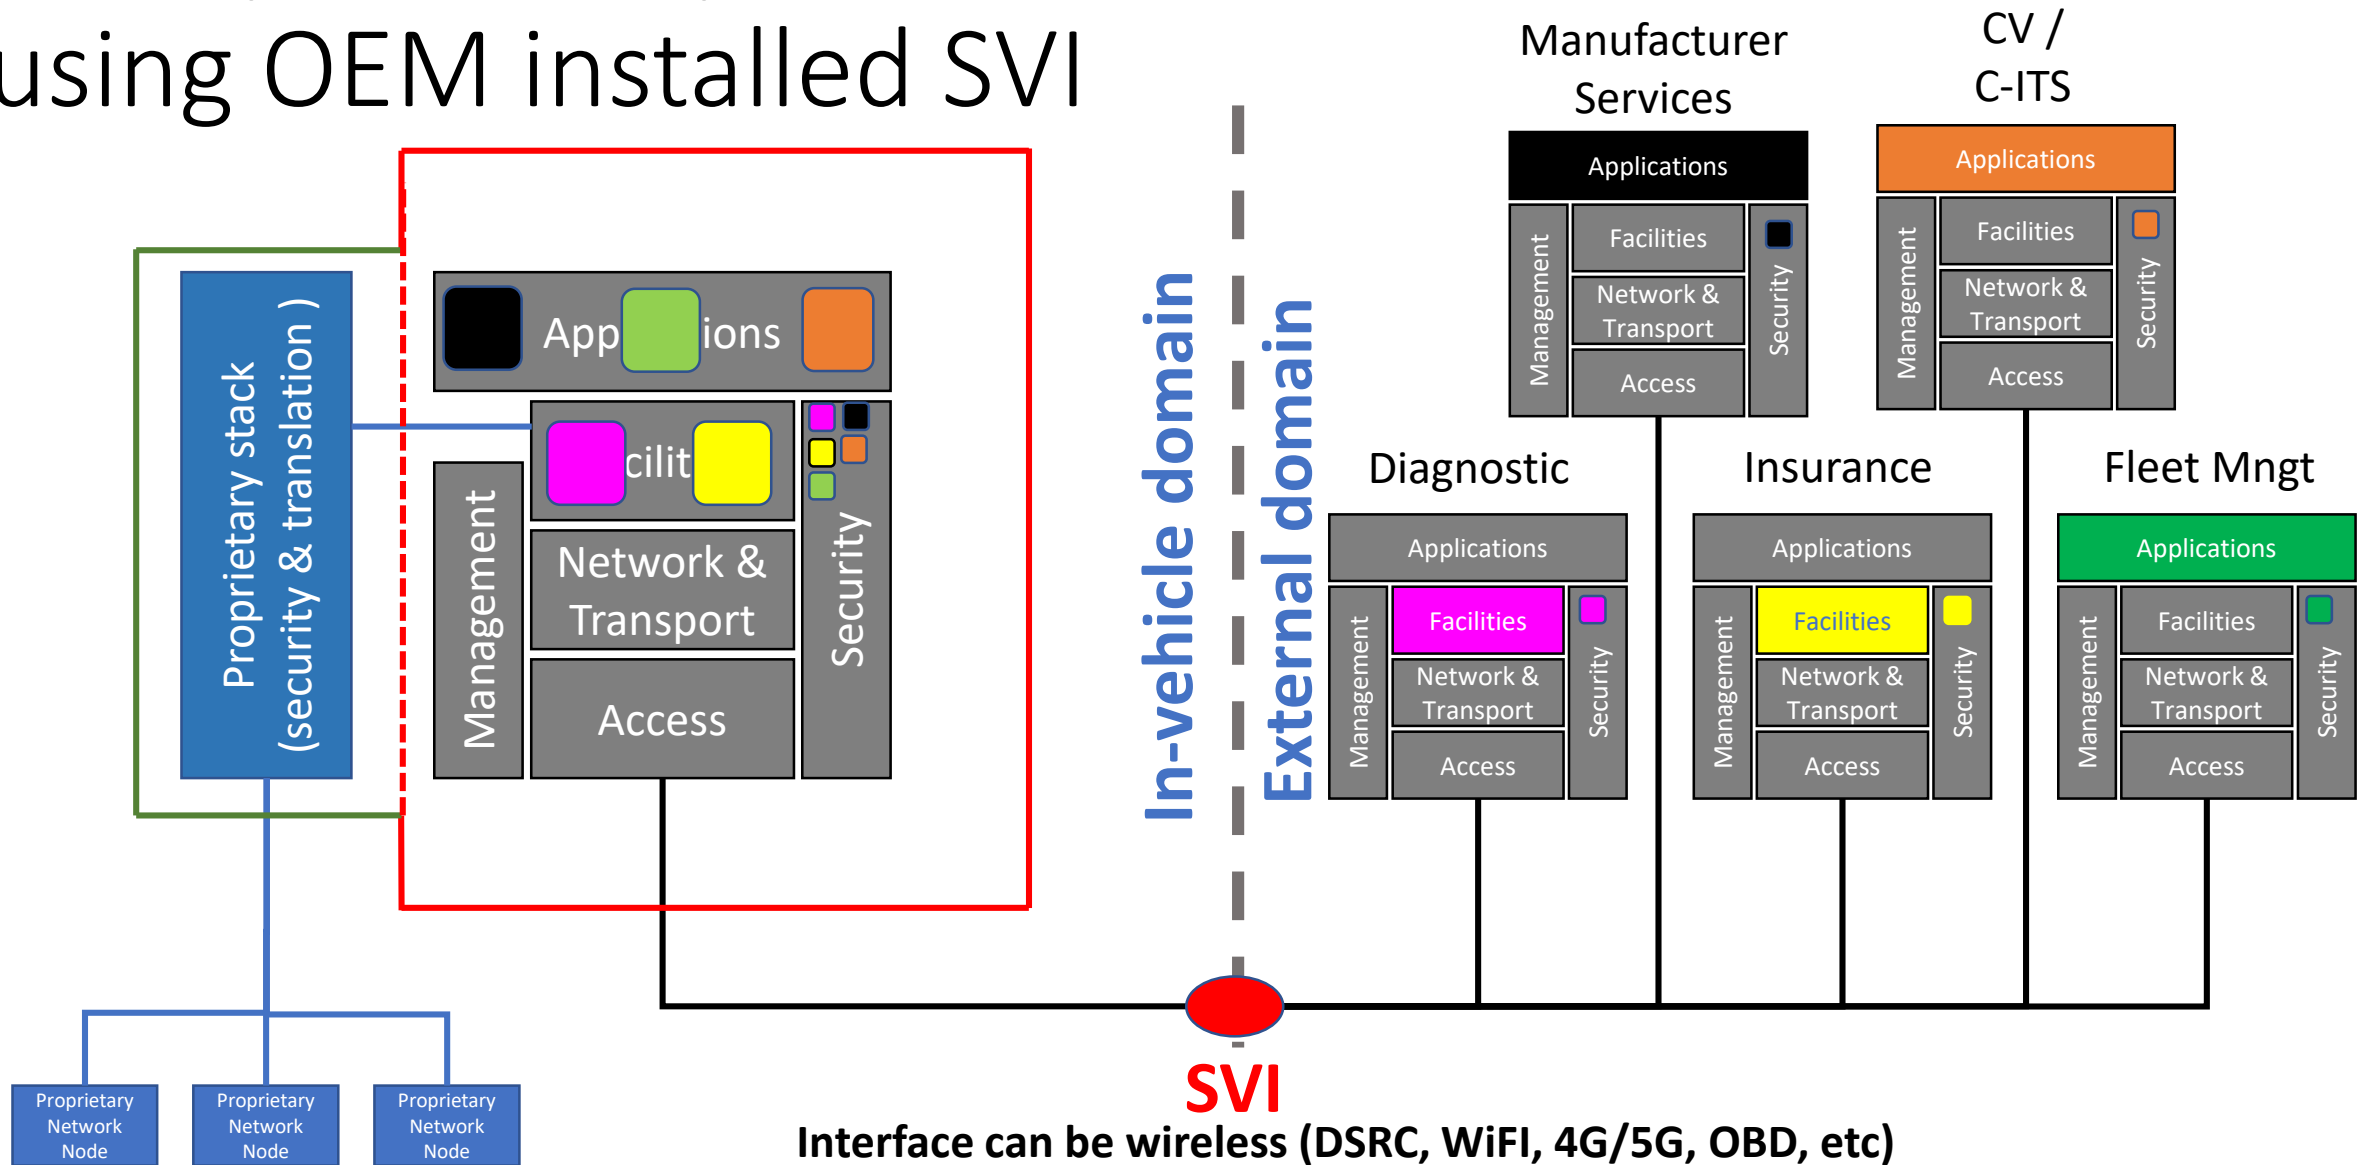 using OEM installed SVI
Manufacturer
Services
CV /
C-ITS
Applications
Management
Facilities
Network &
Transport
Access
Security
Applications
Management
Facilities
Network &
Transport
Access
Security
Proprietary stack
(security & translation )
App
ions
cilit
Management
Network &
Transport
Access
Security
In-vehicle domain
External domain
Diagnostic
Insurance
Fleet Mngt
Applications
Management
Facilities
Network &
Transport
Access
Security
Applications
Management
Facilities
Network &
Transport
Access
Security
Applications
Management
Facilities
Network &
Transport
Access
Security
SVI
Proprietary
Network
Node
Proprietary
Network
Node
Proprietary
Network
Node
Interface can be wireless (DSRC, WiFI, 4G/5G, OBD, etc)